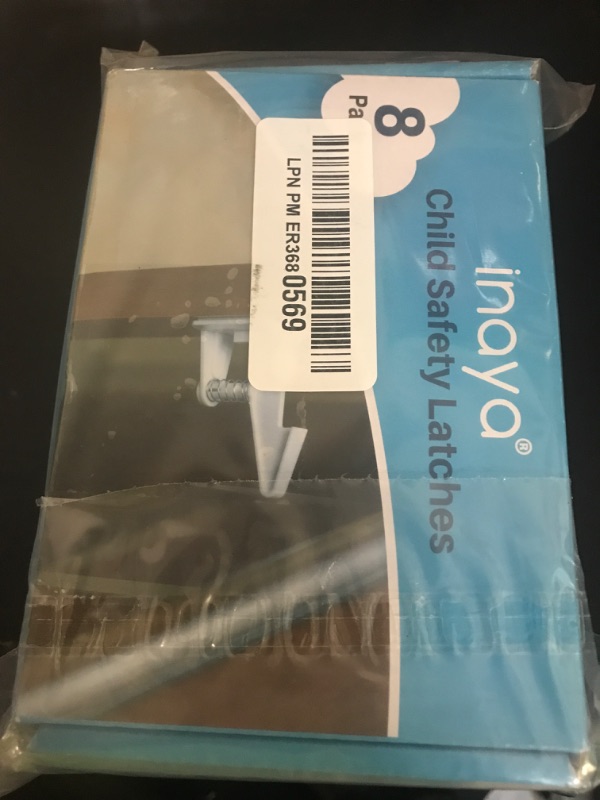 inaya®
Child Safety Latches
8
Pa
LPN PM ER3680569